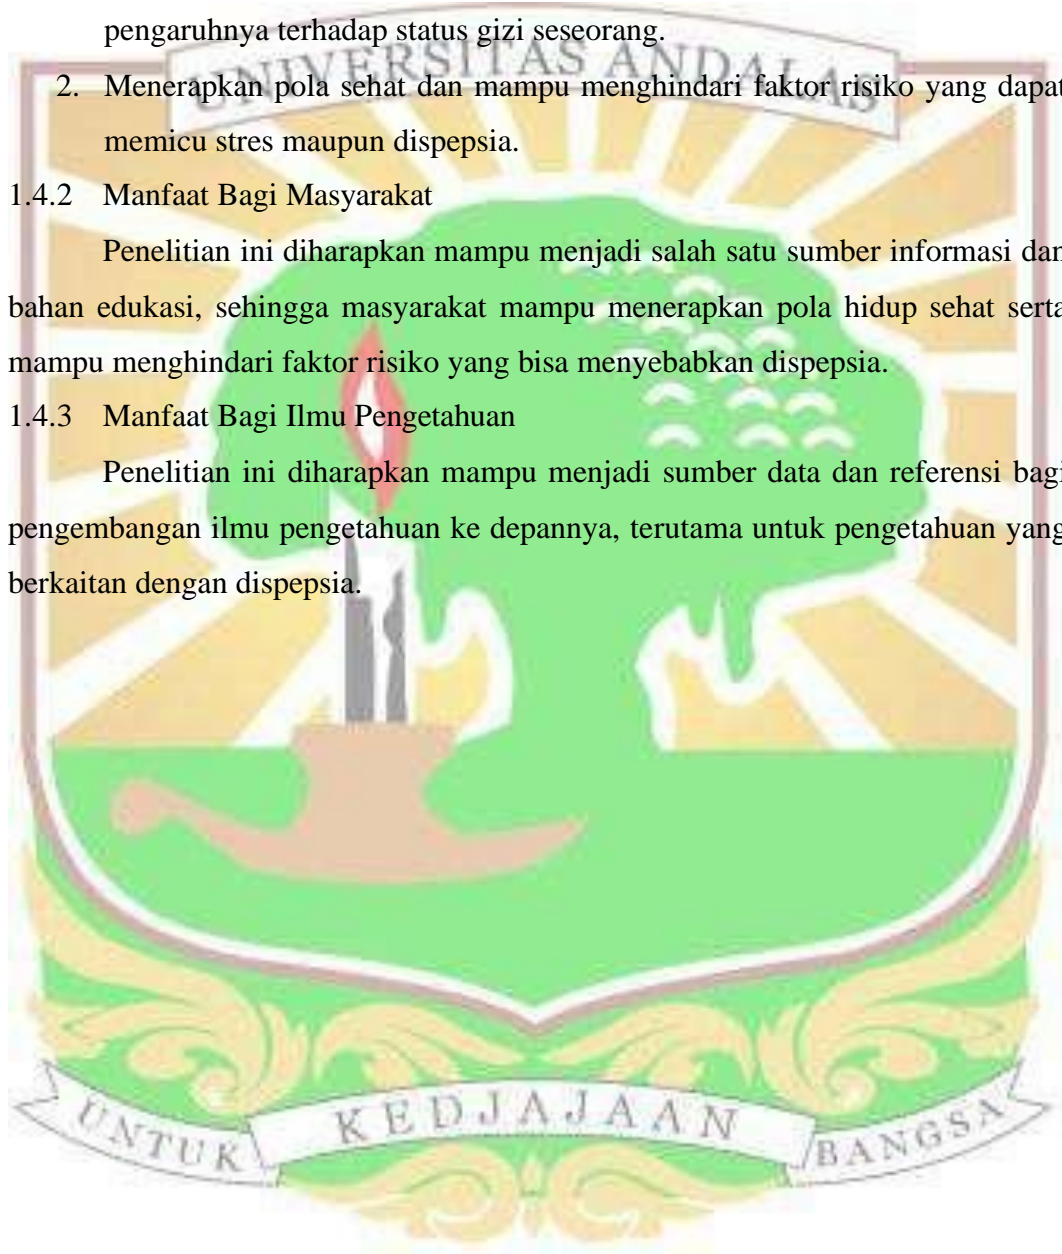 pengaruhnya terhadap status gizi seseorang.
UNIVERSITAS ANDALAS
2. Menerapkan pola sehat dan mampu menghindari faktor risiko yang dapat
memicu stres maupun dispepsia.
1.4.2 Manfaat Bagi Masyarakat
Penelitian ini diharapkan mampu menjadi salah satu sumber informasi dan
bahan edukasi, sehingga masyarakat mampu menerapkan pola hidup sehat serta
mampu menghindari faktor risiko yang bisa menyebabkan dispepsia.
1.4.3 Manfaat Bagi Ilmu Pengetahuan
Penelitian ini diharapkan mampu menjadi sumber data dan referensi bagi
pengembangan ilmu pengetahuan ke depannya, terutama untuk pengetahuan yang
berkaitan dengan dispepsia.
UNTUK KEDJAJAAN BANGSA